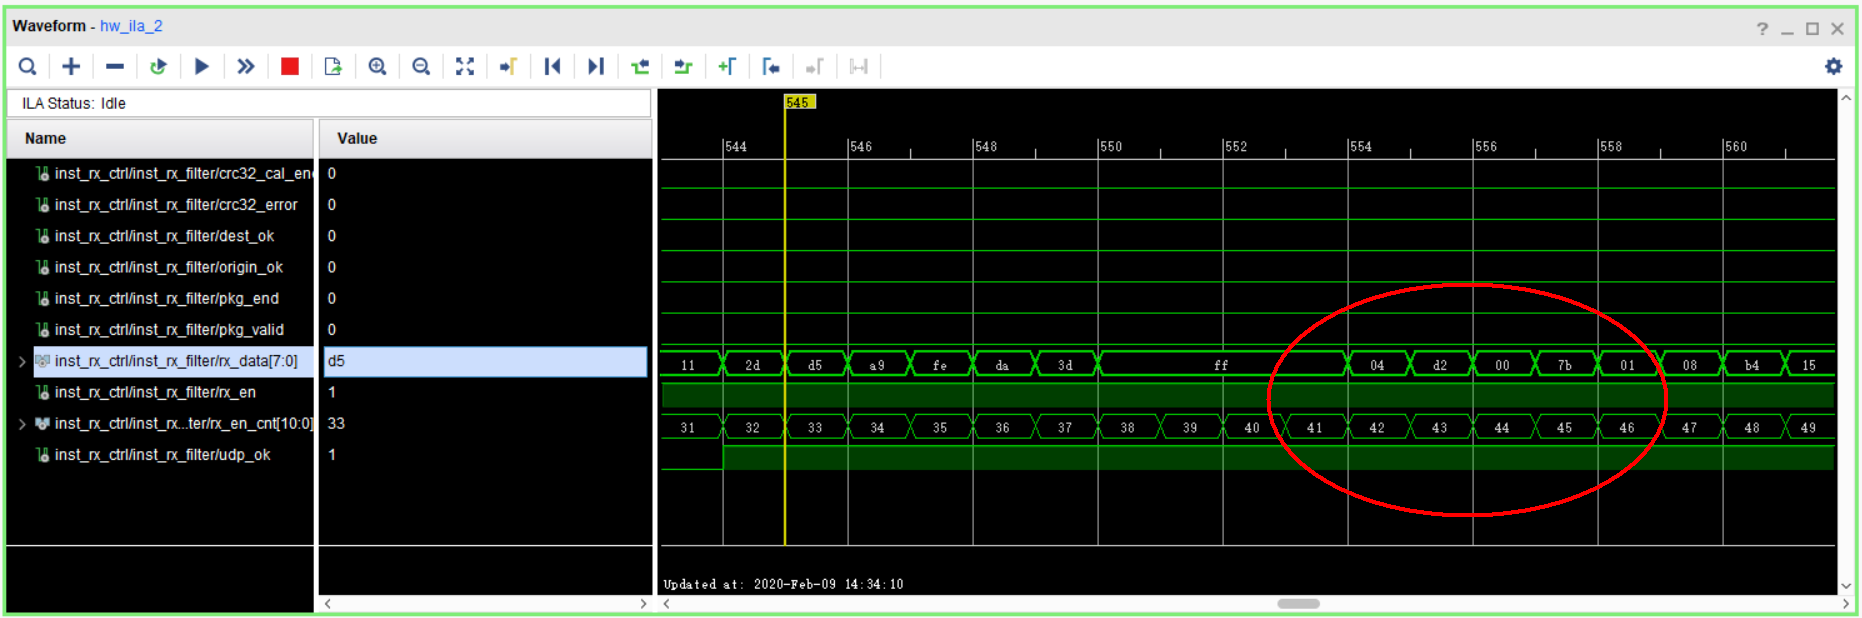 Waveform - hw_ila_2
ILA Status: Idle
Name Value
inst_rx_ctrl/inst_rx_filter/crc32_cal_en 0
inst_rx_ctrl/inst_rx_filter/crc32_error 0
inst_rx_ctrl/inst_rx_filter/dest_ok 0
inst_rx_ctrl/inst_rx_filter/origin_ok 0
inst_rx_ctrl/inst_rx_filter/pkg_end 0
inst_rx_ctrl/inst_rx_filter/pkg_valid 0
inst_rx_ctrl/inst_rx_filter/rx_data[7:0] d5
inst_rx_ctrl/inst_rx_filter/rx_en 1
inst_rx_ctrl/inst_rx...ter/rx_en_cnt[10:0] 33
inst_rx_ctrl/inst_rx_filter/udp_ok 1
545
544 546 548 550 552 554 556 558 560
11 2d d5 a9 fe da 3d ff 04 d2 00 7b 01 08 b4 15
31 32 33 34 35 36 37 38 39 40 41 42 43 44 45 46 47 48 49
Updated at: 2020-Feb-09 14:34:10